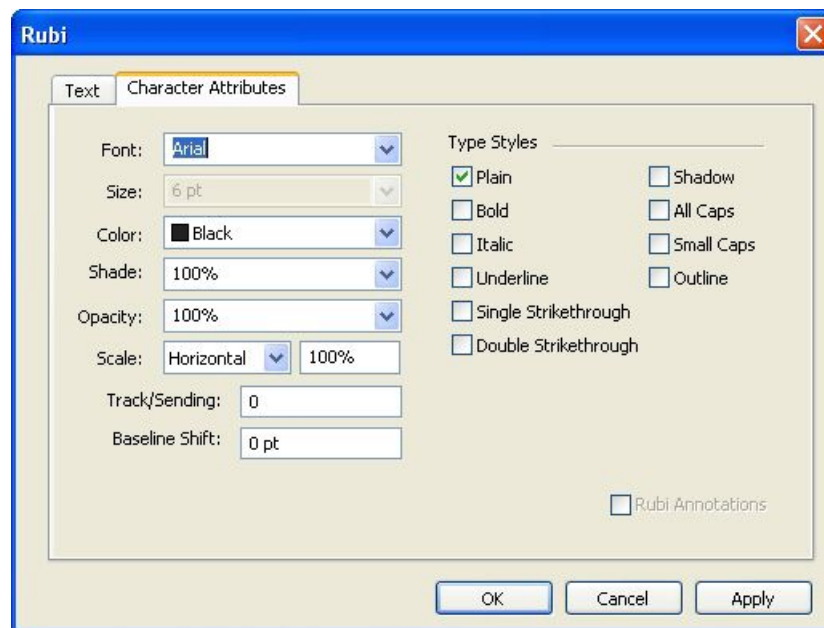 Rubi
Text Character Attributes
Font: Arial
Size: 6 pt
Color: Black
Shade: 100%
Opacity: 100%
Scale: Horizontal 100%
Track/Sending: 0
Baseline Shift: 0 pt
Type Styles
Plain Shadow
Bold All Caps
Italic Small Caps
Underline Outline
Single Strikethrough
Double Strikethrough
Rubi Annotations
OK Cancel Apply